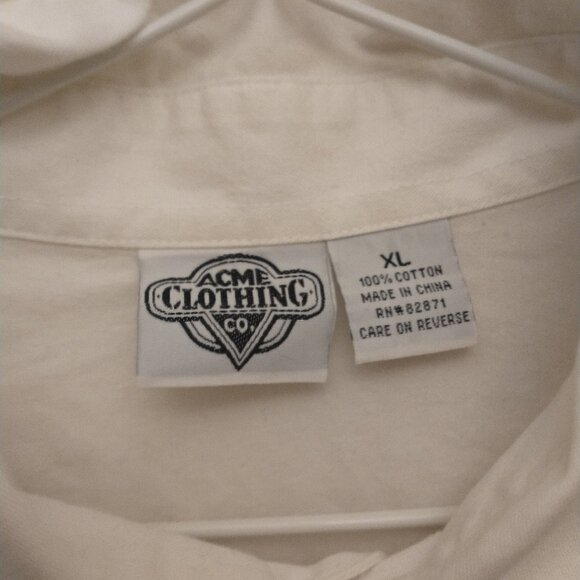 ACME
CLOTHING
CO.
XL
100% COTTON
MADE IN CHINA
RN#82871
CARE ON REVERSE